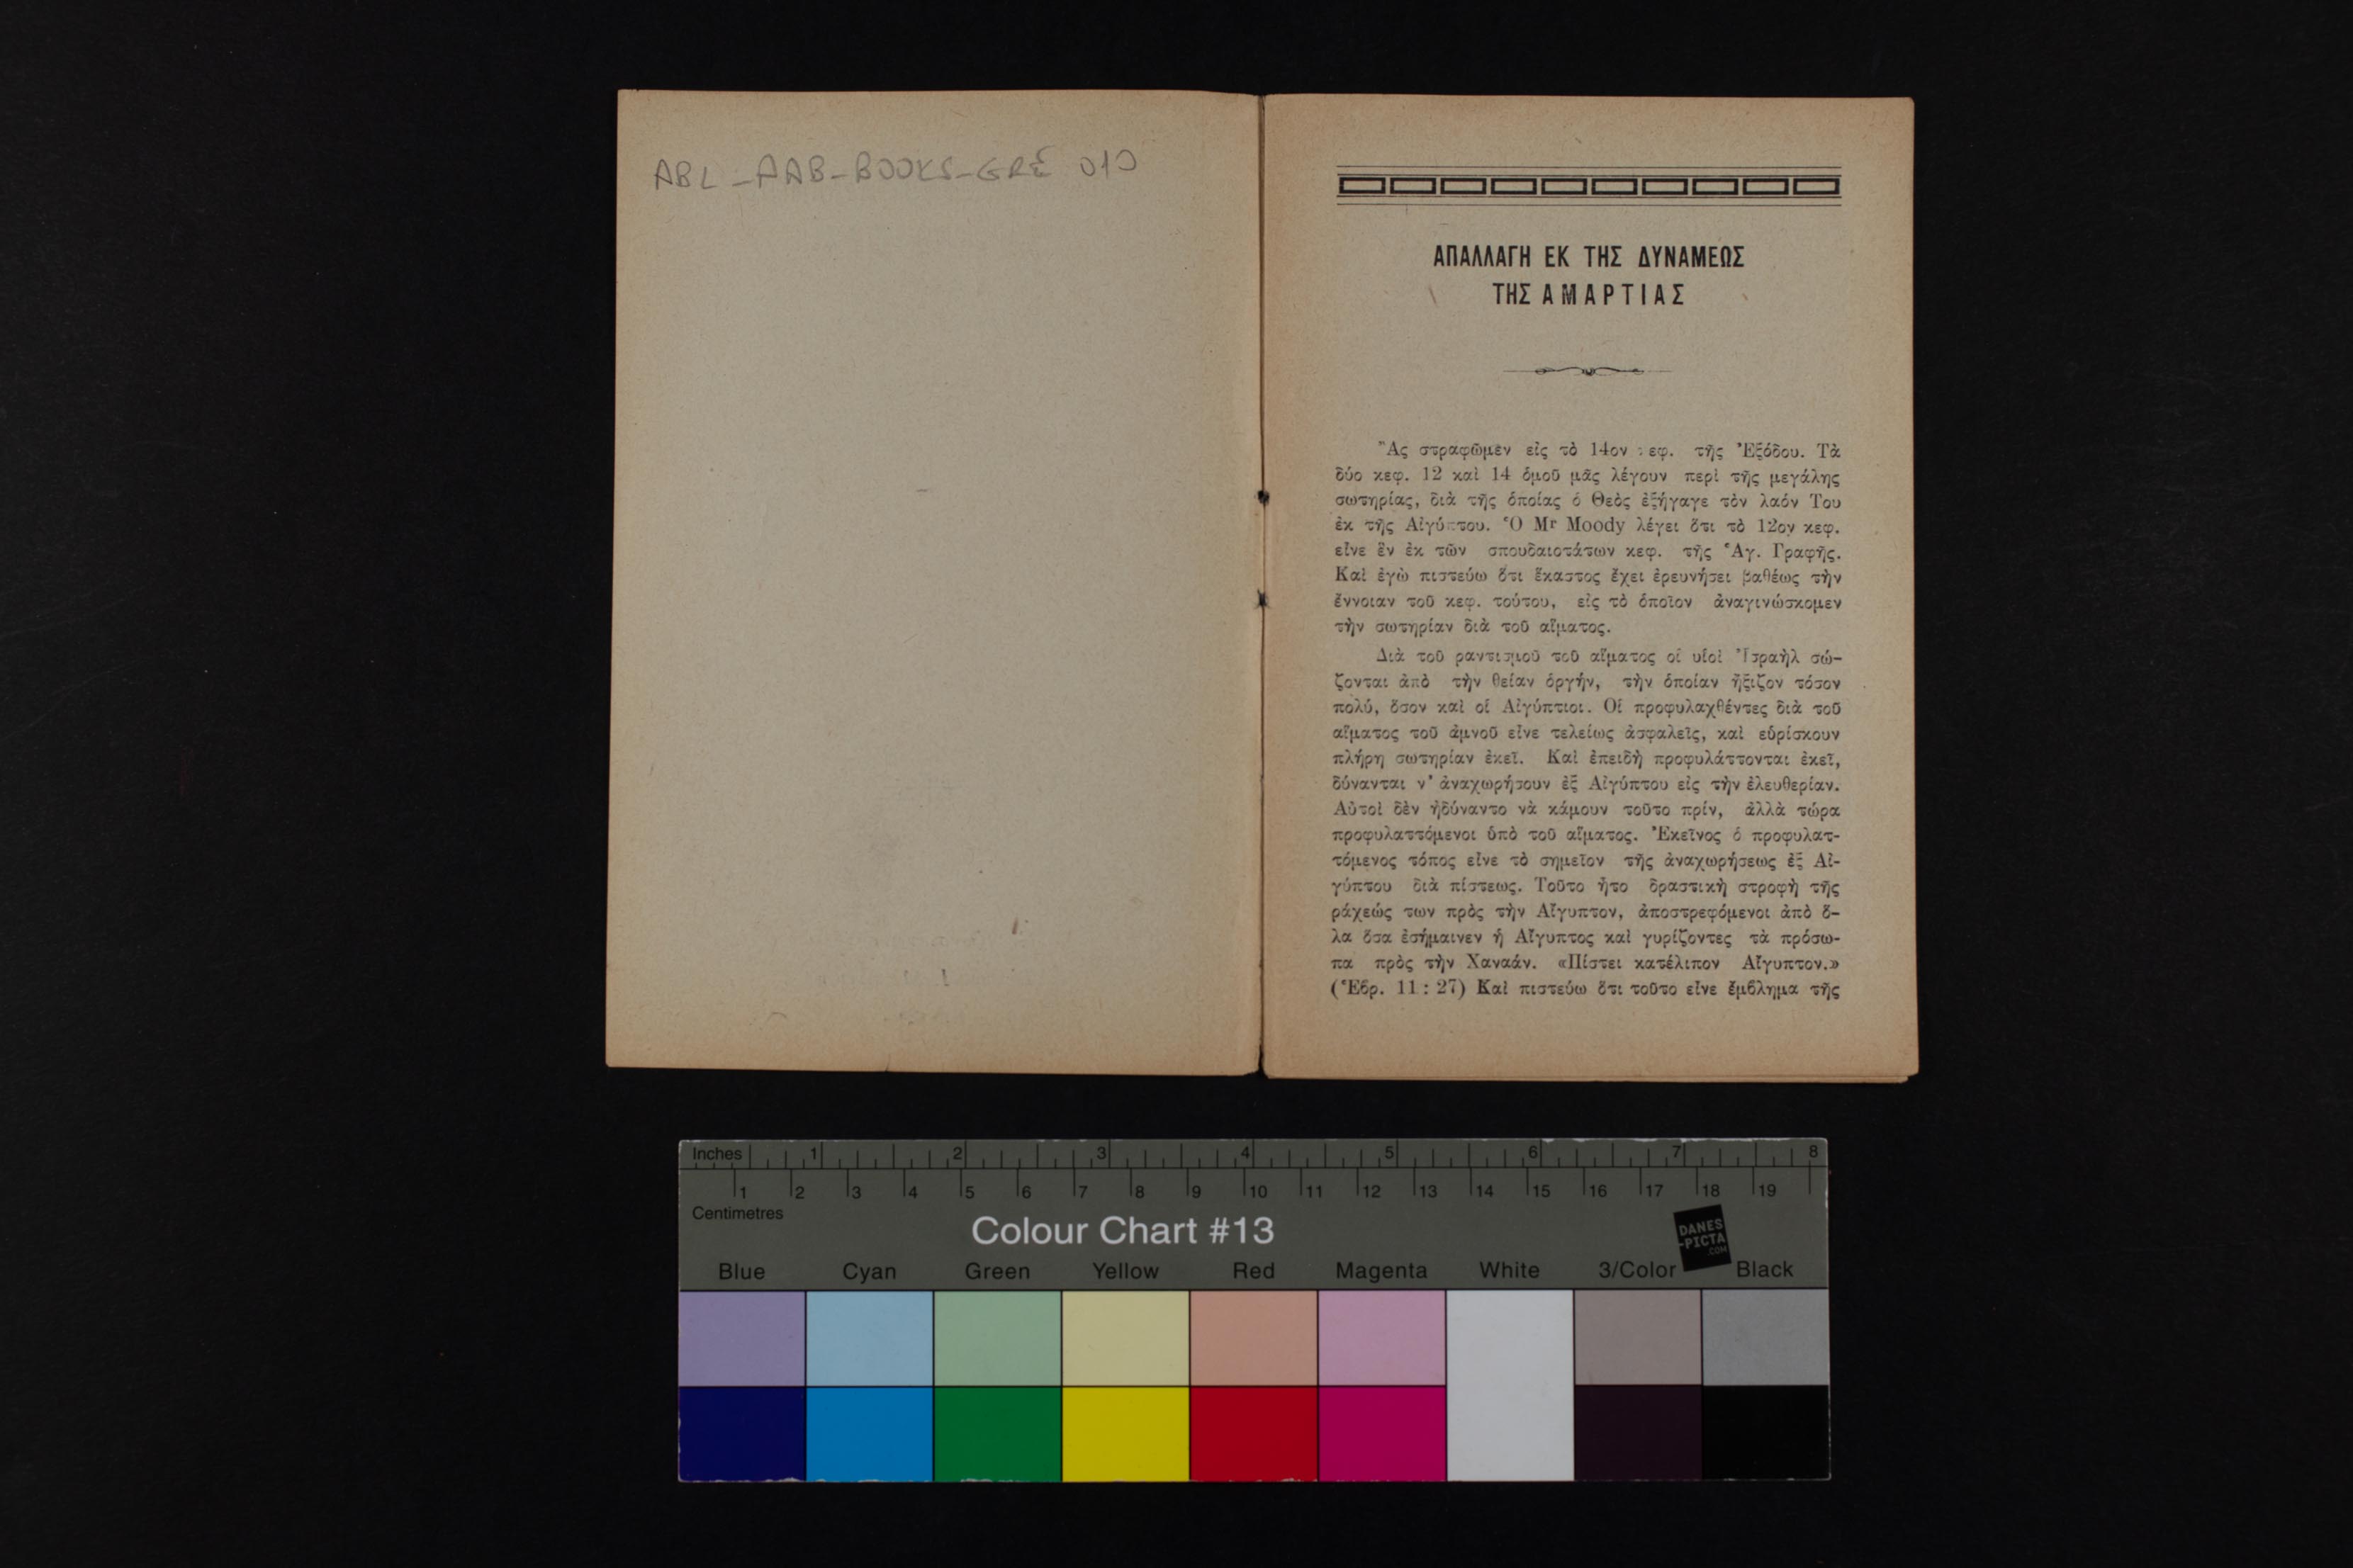 ABL-AAB-BOOKS-GRE 010
ΑΠΑΛΛΑΓΗ ΕΚ ΤΗΣ ΔΥΝΑΜΕΩΣ
ΤΗΣ ΑΜΑΡΤΙΑΣ
Ἂς στραφῶμεν εἰς τὸ 14ον κεφ. τῆς Ἐξόδου. Τὰ
δύο κεφ. 12 καὶ 14 ὁμοῦ μᾶς λέγουν περὶ τῆς μεγάλης
σωτηρίας, διὰ τῆς ὁποίας ὁ Θεὸς ἐξήγαγε τὸν λαόν Του
ἐκ τῆς Αἰγύπτου. Ὁ Mr Moody λέγει ὅτι τὸ 12ον κεφ.
εἶνε ἓν ἐκ τῶν σπουδαιοτάτων κεφ. τῆς Ἁγ. Γραφῆς.
Καὶ ἐγὼ πιστεύω ὅτι ἕκαστος ἔχει ἐρευνήσει βαθέως τὴν
ἔννοιαν τοῦ κεφ. τούτου, εἰς τὸ ὁποῖον ἀναγινώσκομεν
τὴν σωτηρίαν διὰ τοῦ αἵματος.
Διὰ τοῦ ραντισμοῦ τοῦ αἵματος οἱ υἱοὶ Ἰσραὴλ σώ-
ζονται ἀπὸ τὴν θείαν ὀργήν, τὴν ὁποίαν ἤξιζον τόσον
πολύ, ὅσον καὶ οἱ Αἰγύπτιοι. Οἱ προφυλαχθέντες διὰ τοῦ
αἵματος τοῦ ἀμνοῦ εἶνε τελείως ἀσφαλεῖς, καὶ εὑρίσκουν
πλήρη σωτηρίαν ἐκεῖ. Καὶ ἐπειδὴ προφυλάττονται ἐκεῖ,
δύνανται ν' ἀναχωρήσουν ἐξ Αἰγύπτου εἰς τὴν ἐλευθερίαν.
Αὐτοὶ δὲν ἠδύναντο νὰ κάμουν τοῦτο πρίν, ἀλλὰ τώρα
προφυλαττόμενοι ὑπὸ τοῦ αἵματος. Ἐκεῖνος ὁ προφυλατ-
τόμενος τόπος εἶνε τὸ σημεῖον τῆς ἀναχωρήσεως ἐξ Αἰ-
γύπτου διὰ πίστεως. Τοῦτο ἦτο δραστικὴ στροφὴ τῆς
ράχεώς των πρὸς τὴν Αἴγυπτον, ἀποστρεφόμενοι ἀπὸ ὅ-
λα ὅσα ἐσήμαινεν ἡ Αἴγυπτος καὶ γυρίζοντες τὰ πρόσω-
πα πρὸς τὴν Χαναάν. «Πίστει κατέλιπον Αἴγυπτον.»
(Ἑβρ. 11 : 27) Καὶ πιστεύω ὅτι τοῦτο εἶνε ἔμβλημα τῆς
Inches 1 2 3 4 5 6 7 8
1 2 3 4 5 6 7 8 9 10 11 12 13 14 15 16 17 18 19
Centimetres
Colour Chart #13
DANES
-PICTA
.COM
Blue Cyan Green Yellow Red Magenta White 3/Color Black